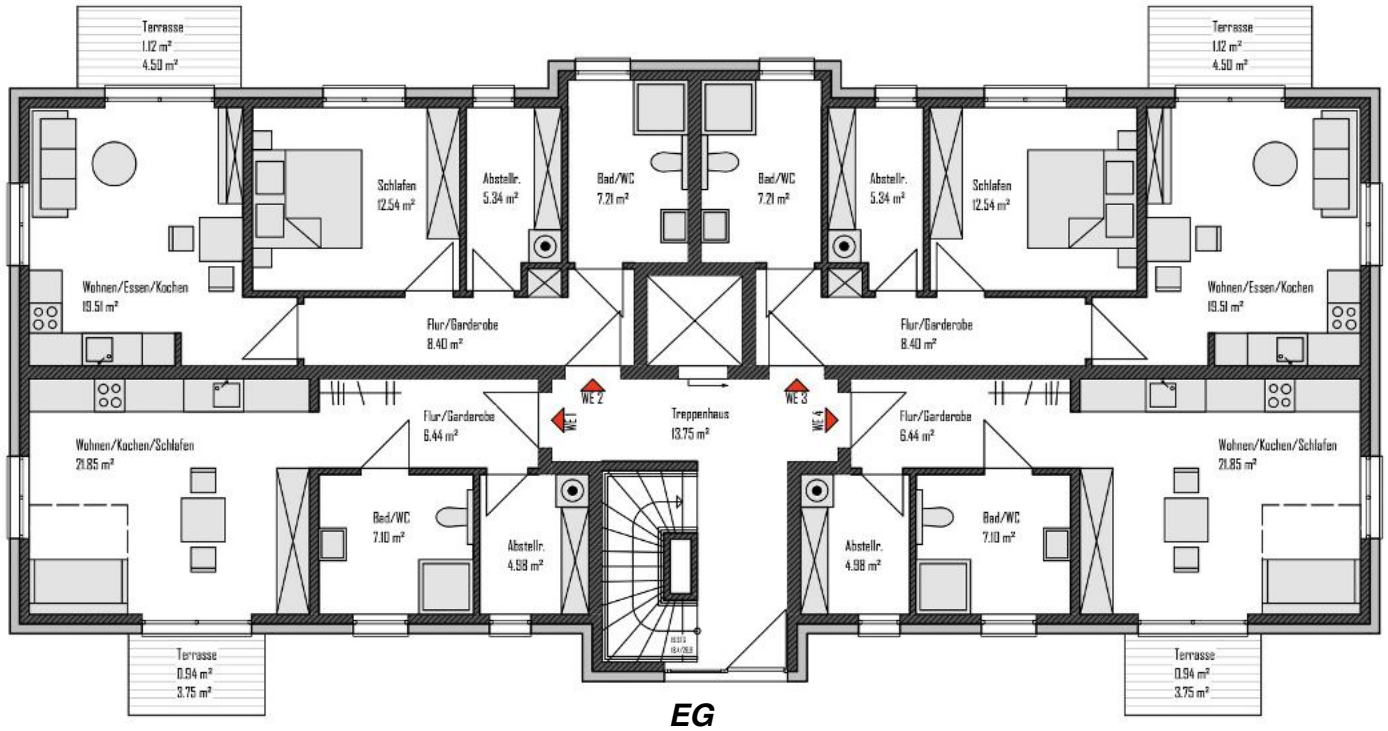 Terrasse
1.12 m²
4.50 m²
Terrasse
1.12 m²
4.50 m²
Schlafen
12.54 m²
Abstellr.
5.34 m²
Bad/WC
7.21 m²
Bad/WC
7.21 m²
Abstellr.
5.34 m²
Schlafen
12.54 m²
Wohnen/Essen/Kochen
19.51 m²
Wohnen/Essen/Kochen
19.51 m²
Flur/Garderobe
8.40 m²
Flur/Garderobe
8.40 m²
WE 2
WE 3
WE 1
WE 4
Treppenhaus
13.75 m²
Flur/Garderobe
6.44 m²
Flur/Garderobe
6.44 m²
Wohnen/Kochen/Schlafen
21.85 m²
Wohnen/Kochen/Schlafen
21.85 m²
Bad/WC
7.10 m²
Abstellr.
4.98 m²
Abstellr.
4.98 m²
Bad/WC
7.10 m²
Terrasse
0.94 m²
3.75 m²
Terrasse
0.94 m²
3.75 m²
EG